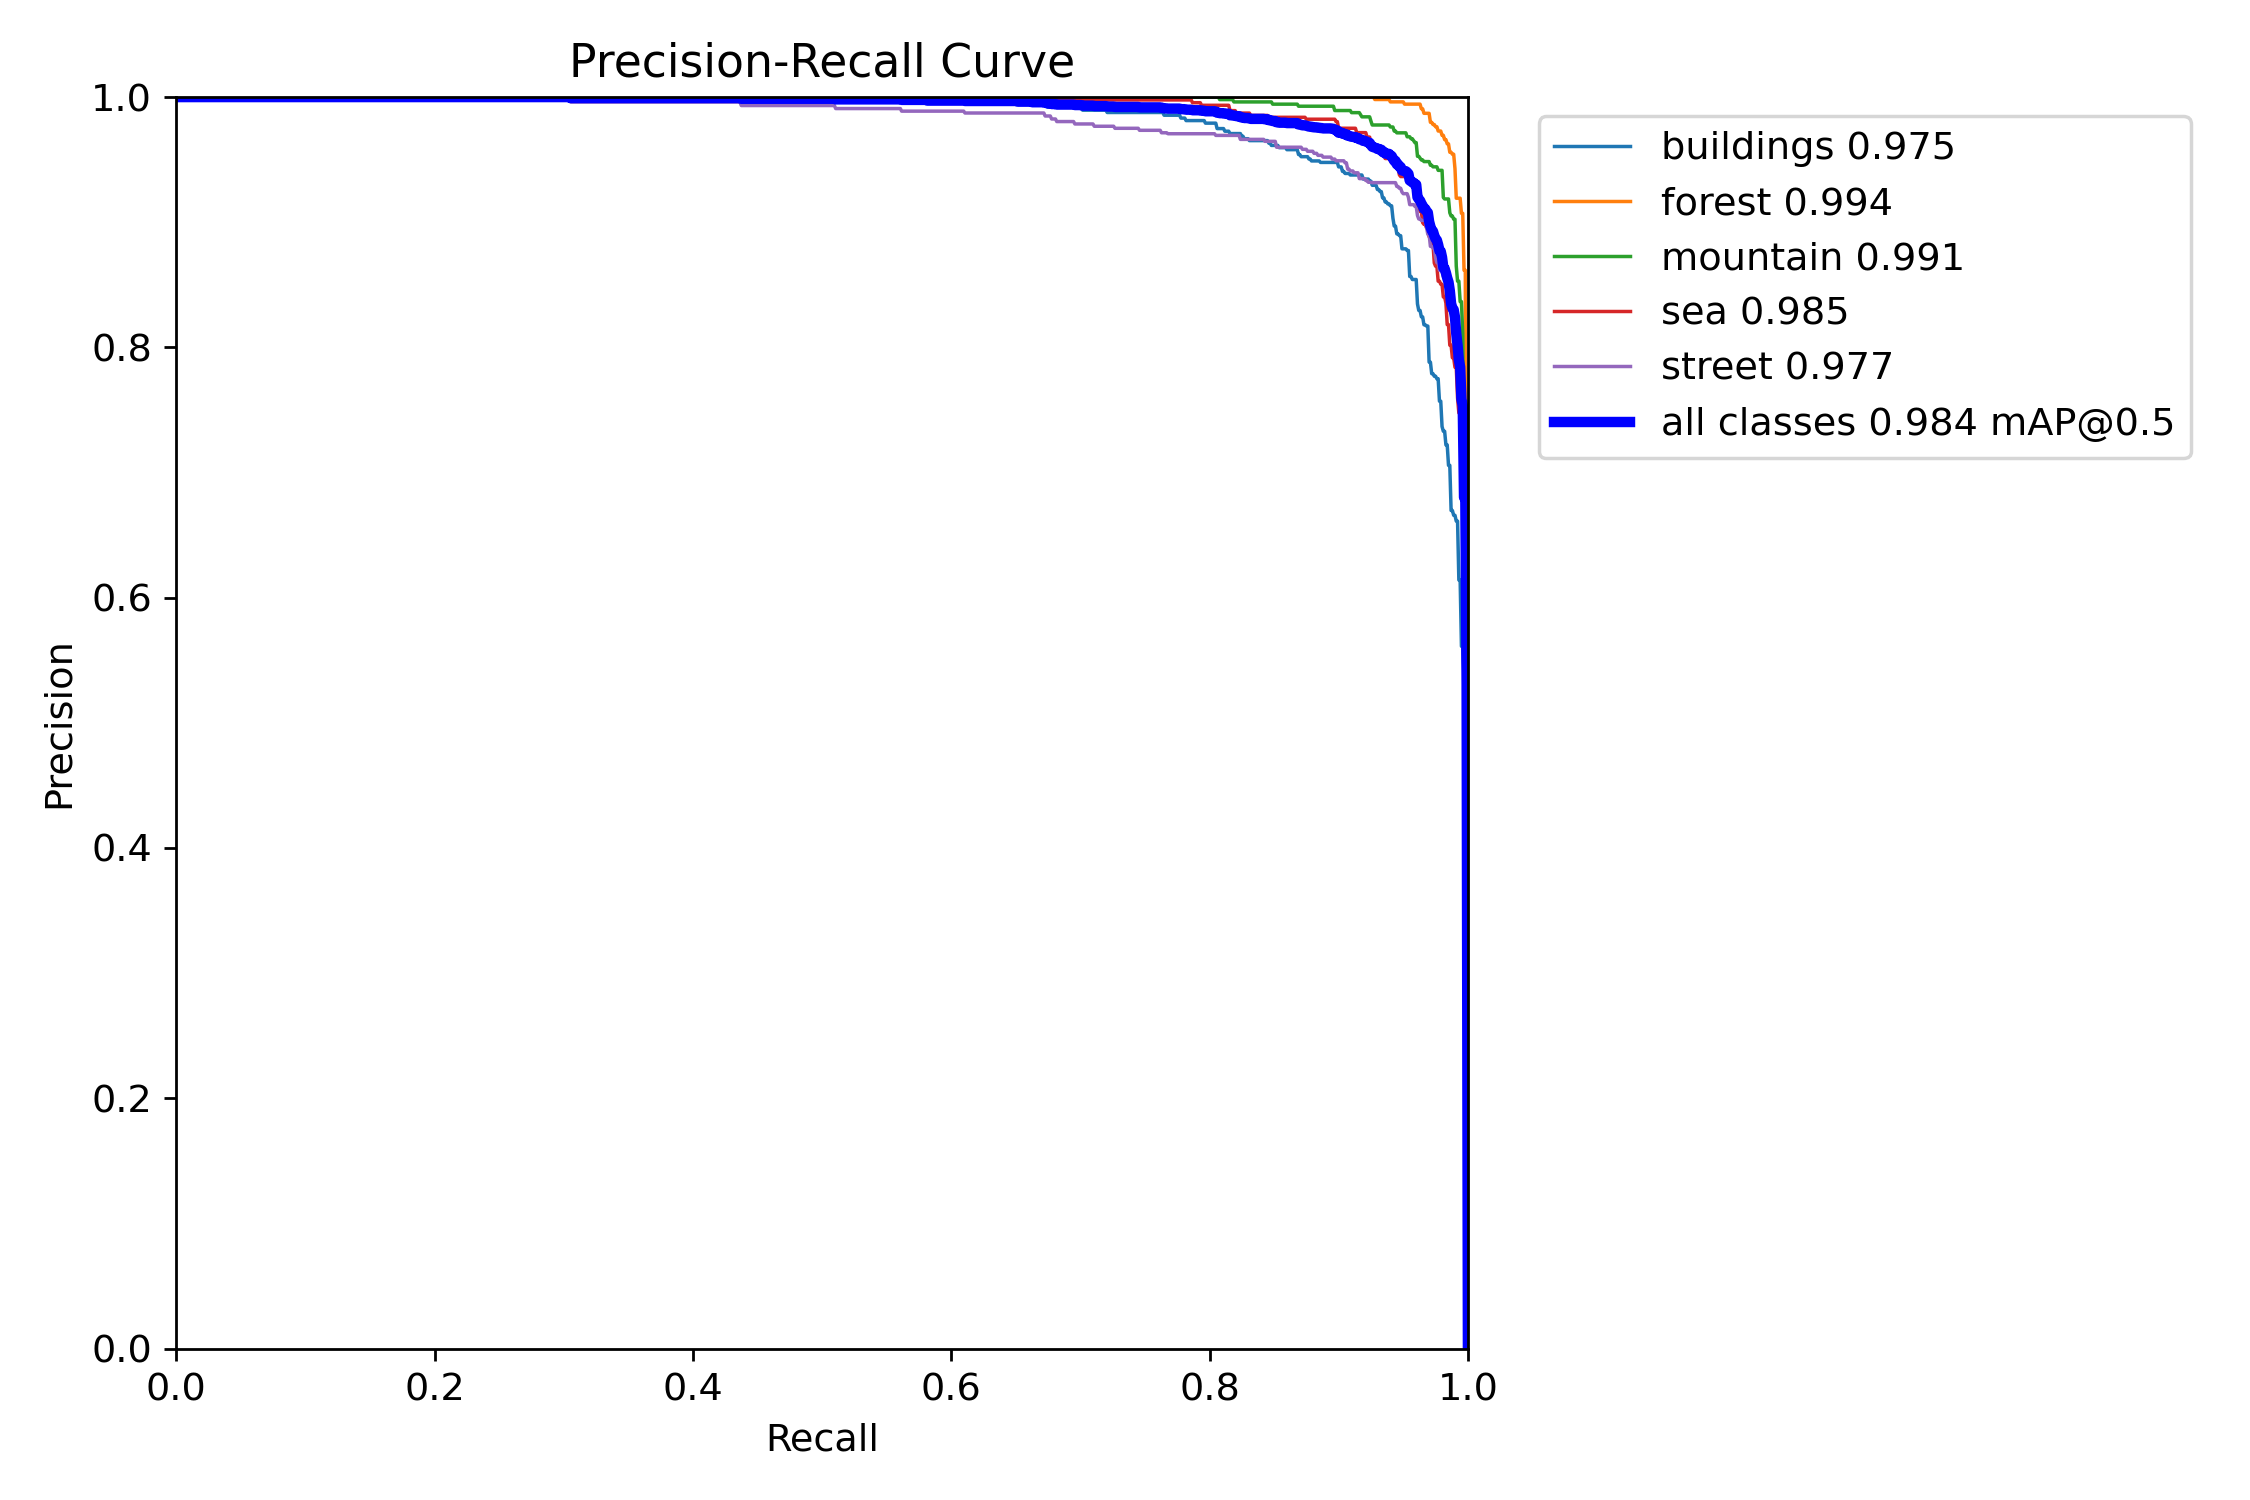 Precision-Recall Curve
1.0
0.8
0.6
0.4
0.2
0.0
Precision
0.0 0.2 0.4 0.6 0.8 1.0
Recall
buildings 0.975
forest 0.994
mountain 0.991
sea 0.985
street 0.977
all classes 0.984 mAP@0.5